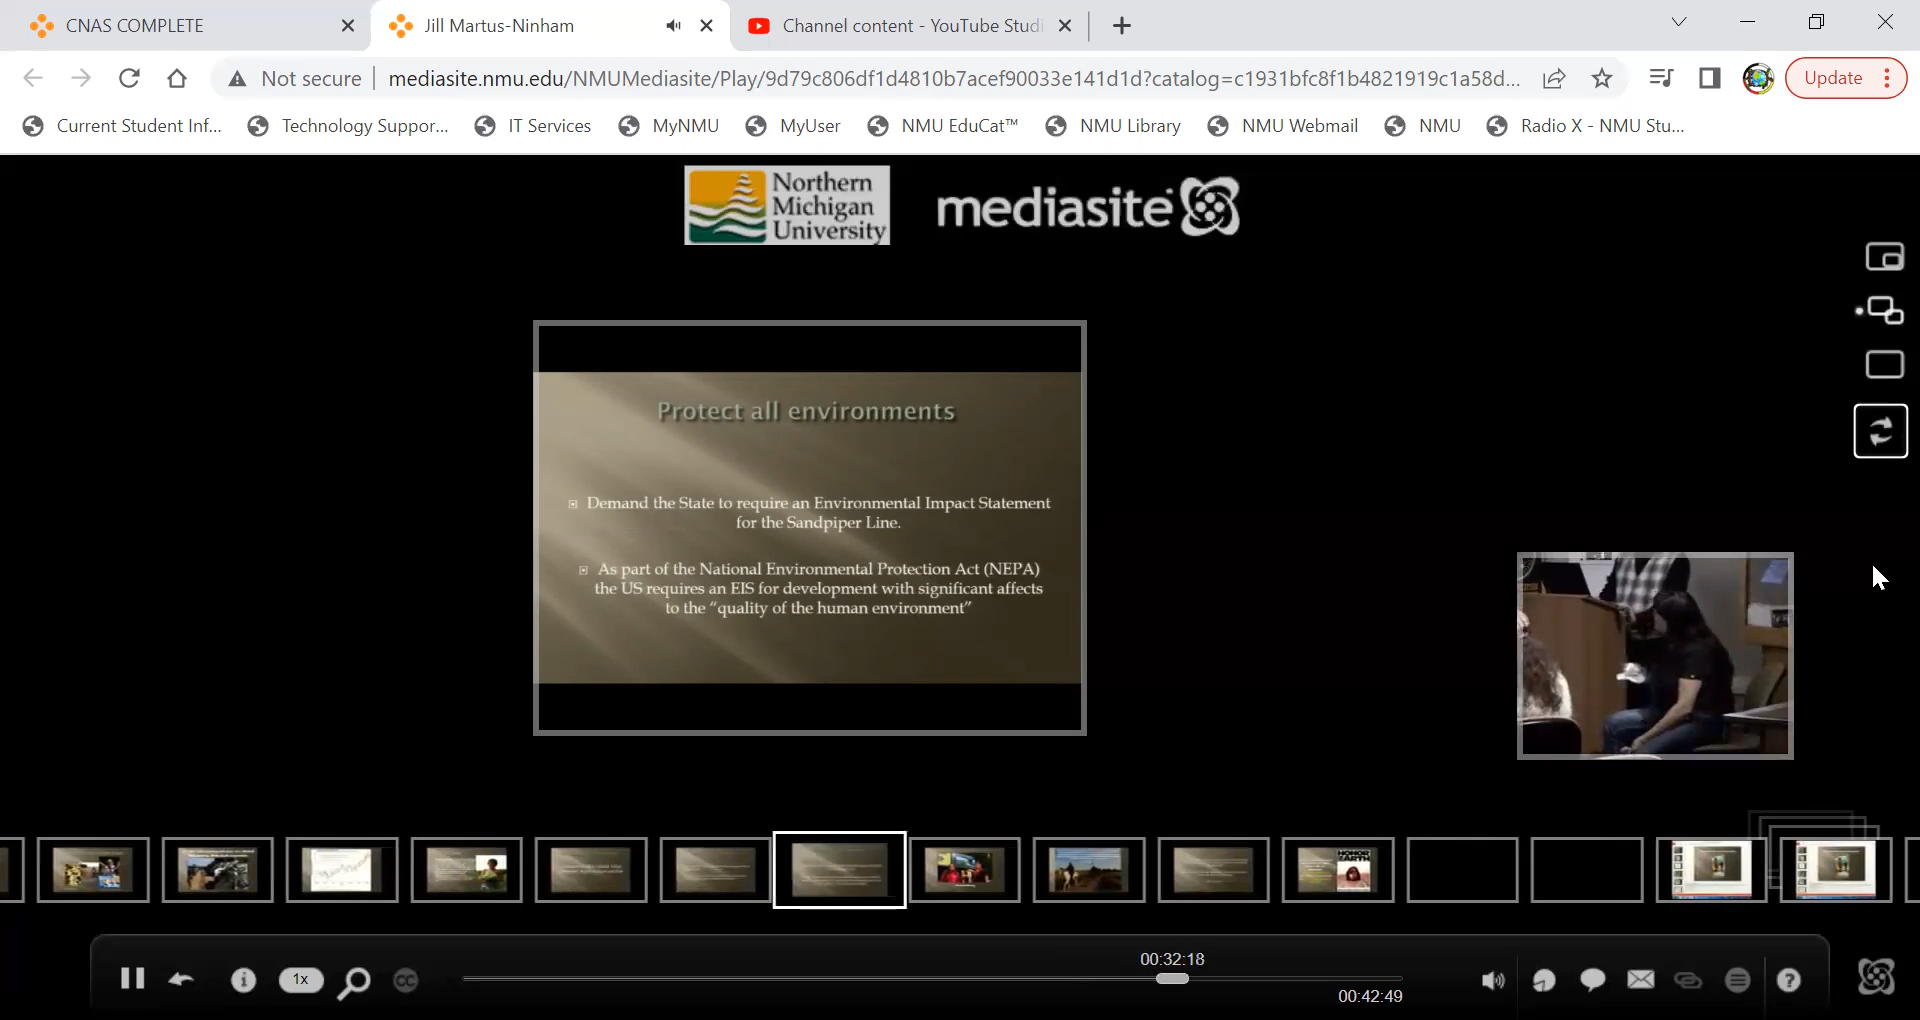 CNAS COMPLETE
Jill Martus-Ninham
Channel content - YouTube Studi
Not secure
mediasite.nmu.edu/NMUMediasite/Play/9d79c806df1d4810b7acef90033e141d1d?catalog=c1931bfc8f1b4821919c1a58d...
Update
Current Student Inf...
Technology Suppor...
IT Services
MyNMU
MyUser
NMU EduCat™
NMU Library
NMU Webmail
NMU
Radio X - NMU Stu...
Northern
Michigan
University
mediasite
Protect all environments
Demand the State to require an Environmental Impact Statement
for the Sandpiper Line.
As part of the National Environmental Protection Act (NEPA)
the US requires an EIS for development with significant affects
to the "quality of the human environment"
HONOR
EARTH
00:32:18
1x
CC
00:42:49